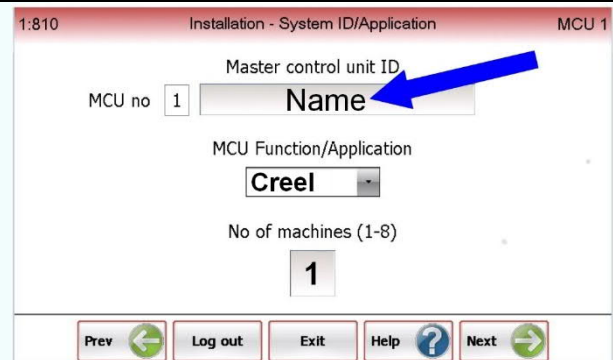 1:810 Installation - System ID/Application MCU 1
Master control unit ID
MCU no 1 Name
MCU Function/Application
Creel
No of machines (1-8)
1
Prev Log out Exit Help ? Next